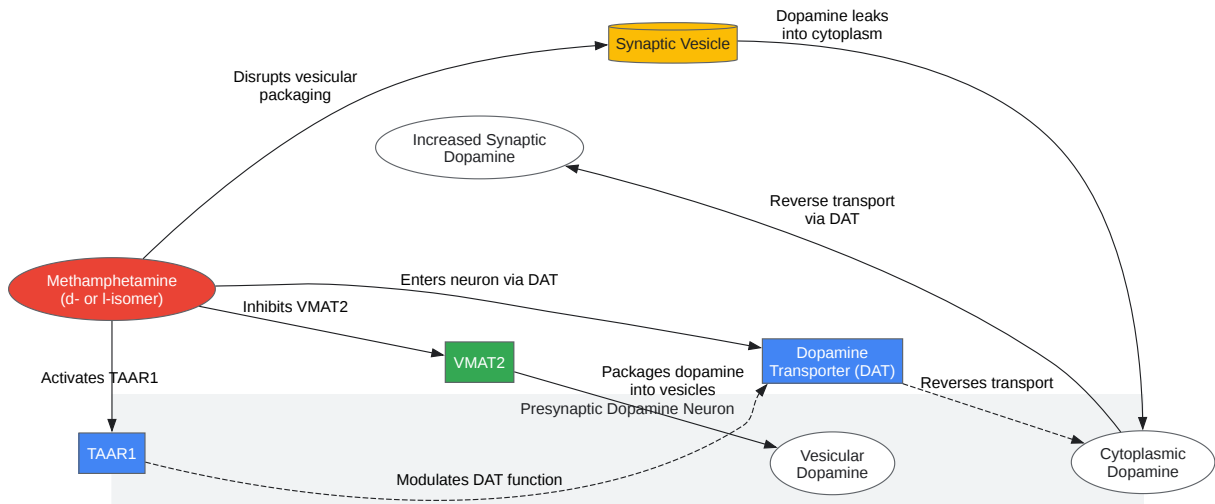 Dopamine leaks
into cytoplasm
Synaptic Vesicle
Disrupts vesicular
packaging
Increased Synaptic
Dopamine
Reverse transport
via DAT
Methamphetamine
(d- or l-isomer)
Enters neuron via DAT
Inhibits VMAT2
VMAT2
Dopamine
Transporter (DAT)
Activates TAAR1
Packages dopamine
into vesicles
Reverses transport
Presynaptic Dopamine Neuron
TAAR1
Modulates DAT function
Vesicular
Dopamine
Cytoplasmic
Dopamine